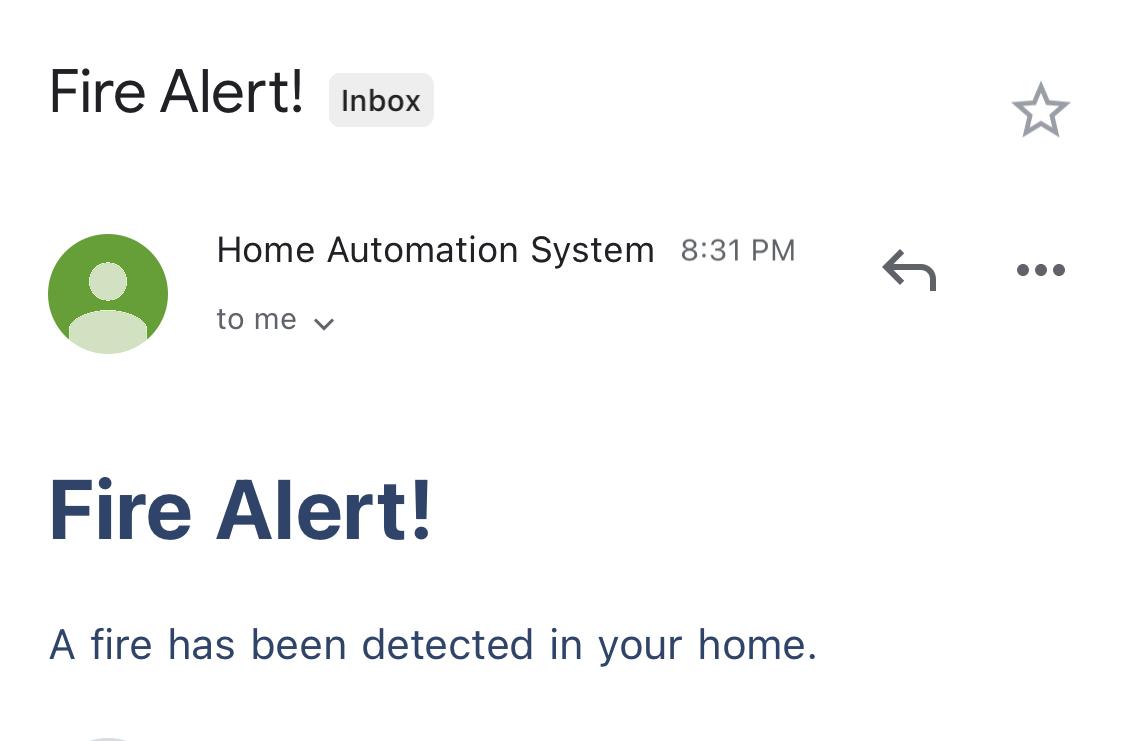 Fire Alert! Inbox
Home Automation System 8:31 PM
to me
Fire Alert!
A fire has been detected in your home.